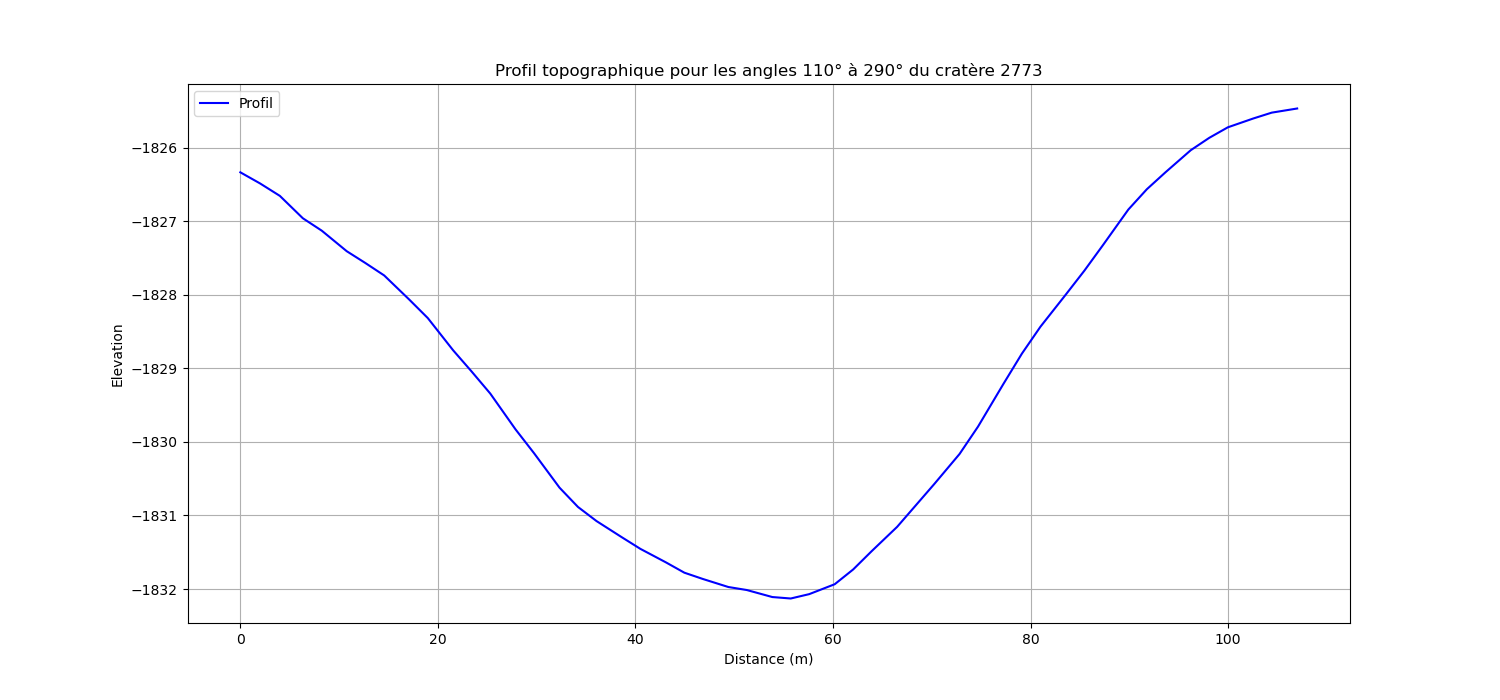 Profil topographique pour les angles 110° à 290° du cratère 2773
Profil
−1826
−1827
−1828
−1829
−1830
−1831
−1832
Elevation
0 20 40 60 80 100
Distance (m)